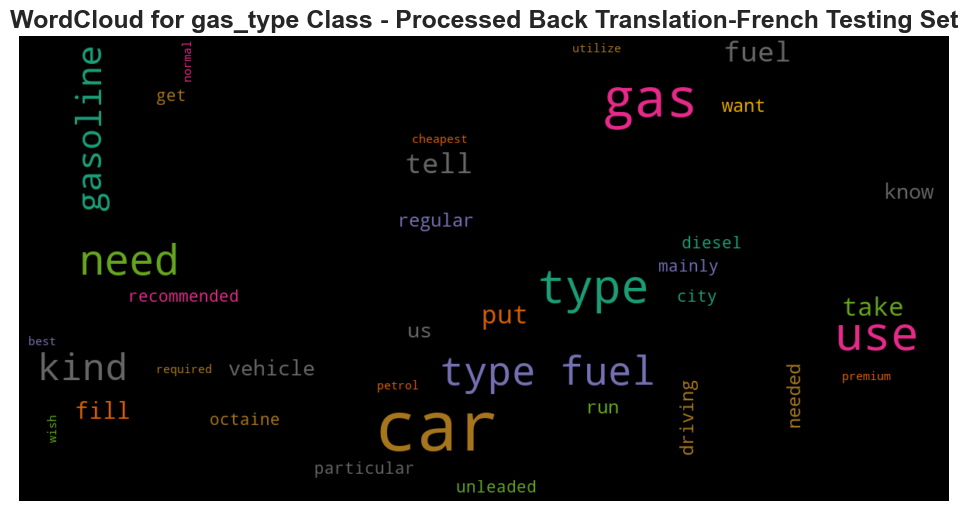 WordCloud for gas_type Class - Processed Back Translation-French Testing Set
gasoline
normal
get
utilize
fuel
gas
want
cheapest
tell
know
regular
need
diesel
mainly
recommended
type
city
put
take
us
use
best
kind
required
vehicle
type fuel
petrol
premium
fill
octaine
run
driving
needed
wish
car
particular
unleaded